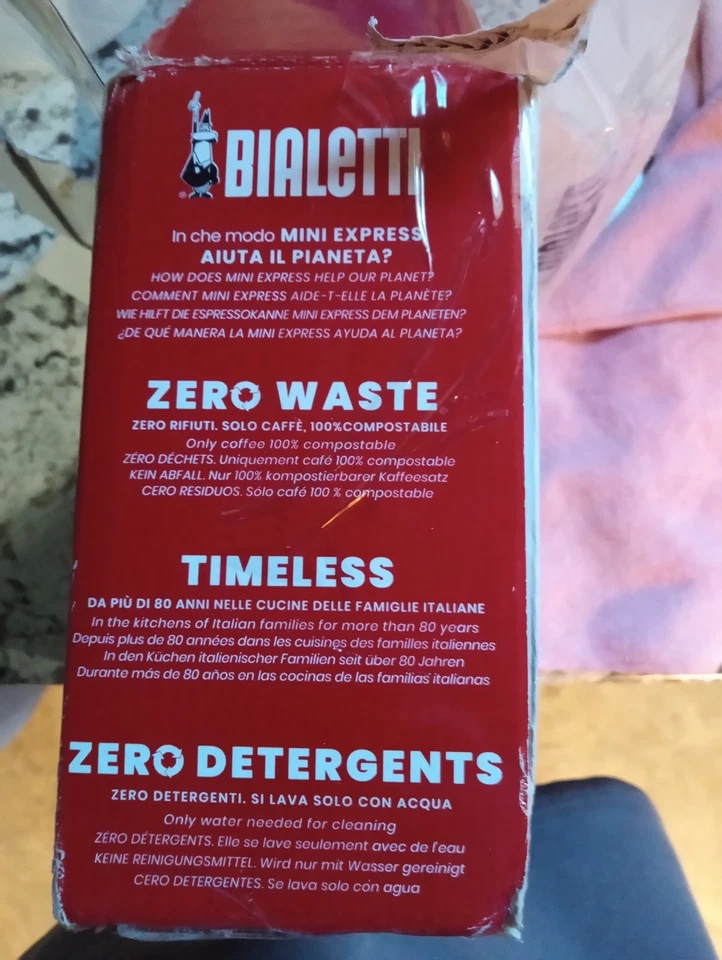 BIALETTI
In che modo MINI EXPRESS
AIUTA IL PIANETA?
HOW DOES MINI EXPRESS HELP OUR PLANET?
COMMENT MINI EXPRESS AIDE-T-ELLE LA PLANÈTE?
WIE HILFT DIE ESPRESSOKANNE MINI EXPRESS DEM PLANETEN?
¿DE QUÉ MANERA LA MINI EXPRESS AYUDA AL PLANETA?
ZERO WASTE
ZERO RIFIUTI. SOLO CAFFÈ, 100%COMPOSTABILE
Only coffee 100% compostable
ZÉRO DÉCHETS. Uniquement café 100% compostable
KEIN ABFALL. Nur 100% kompostierbarer Kaffeesatz
CERO RESIDUOS. Sólo café 100 % compostable
TIMELESS
DA PIÙ DI 80 ANNI NELLE CUCINE DELLE FAMIGLIE ITALIANE
In the kitchens of Italian families for more than 80 years
Depuis plus de 80 années dans les cuisines des familles italiennes
In den Küchen italienischer Familien seit über 80 Jahren
Durante más de 80 años en las cocinas de las familias italianas
ZERO DETERGENTS
ZERO DETERGENTI. SI LAVA SOLO CON ACQUA
Only water needed for cleaning
ZÉRO DÉTERGENTS. Elle se lave seulement avec de l'eau
KEINE REINIGUNGSMITTEL. Wird nur mit Wasser gereinigt
CERO DETERGENTES. Se lava solo con agua